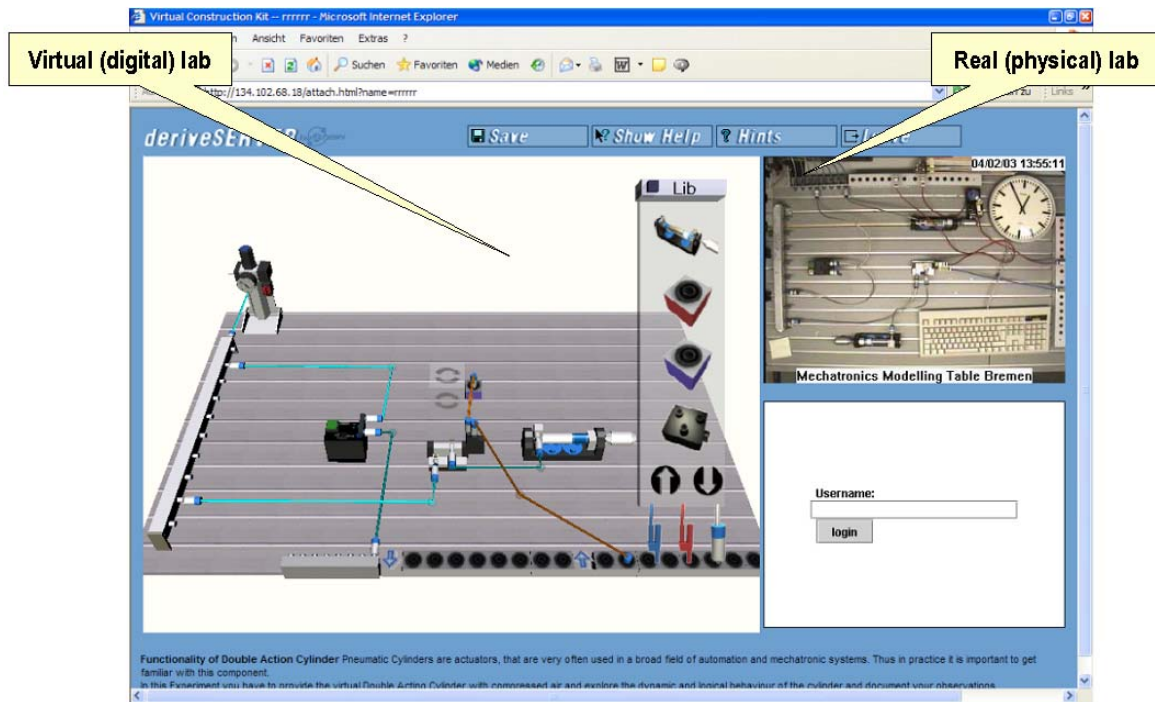 Virtual Construction Kit -- rrrrrr - Microsoft Internet Explorer
Virtual (digital) lab
Real (physical) lab
Ansicht Favoriten Extras ?
Suchen Favoriten Medien
http://134.102.68.18/attach.html?name=rrrrrr
zu Links
deriveSERVER
Save
Show Help
Hints
Lib
04/02/03 13:55:11
Mechatronics Modelling Table Bremen
Username:
login
Functionality of Double Action Cylinder Pneumatic Cylinders are actuators, that are very often used in a broad field of automation and mechatronic systems. Thus in practice it is important to get
familiar with this component.
In this Experiment you have to provide the virtual Double Acting Cylinder with compressed air and explore the dynamic and logical behaviour of the cylinder and document your observations.